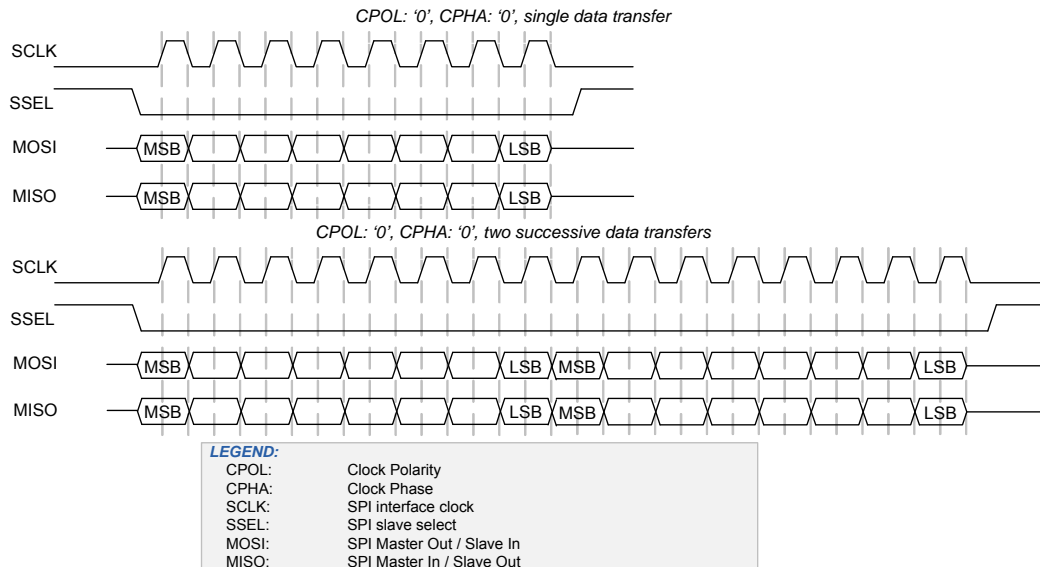 CPOL: '0', CPHA: '0', single data transfer
SCLK
SSEL
MOSI MSB LSB
MISO MSB LSB
CPOL: '0', CPHA: '0', two successive data transfers
SCLK
SSEL
MOSI MSB LSB MSB LSB
MISO MSB LSB MSB LSB
LEGEND:
CPOL: Clock Polarity
CPHA: Clock Phase
SCLK: SPI interface clock
SSEL: SPI slave select
MOSI: SPI Master Out / Slave In
MISO: SPI Master In / Slave Out